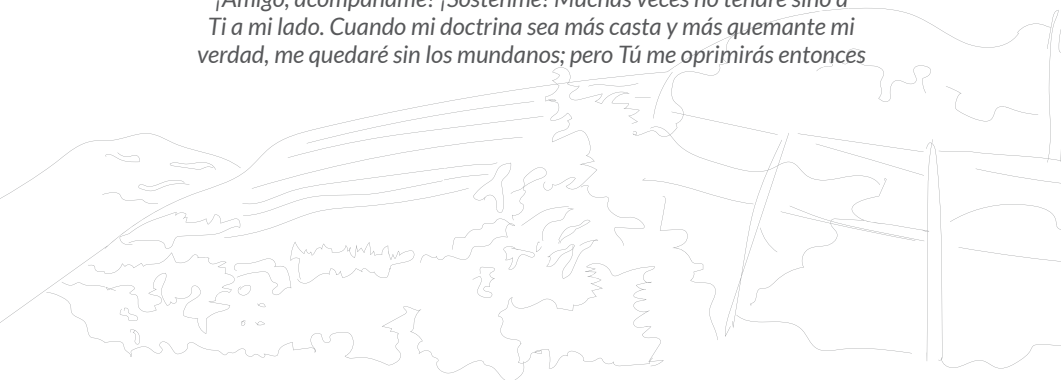 ¡Amigo, acompáñame! ¡Sostenme! Muchas veces no tendré sino a
Ti a mi lado. Cuando mi doctrina sea más casta y más quemante mi
verdad, me quedaré sin los mundanos; pero Tú me oprimirás entonces